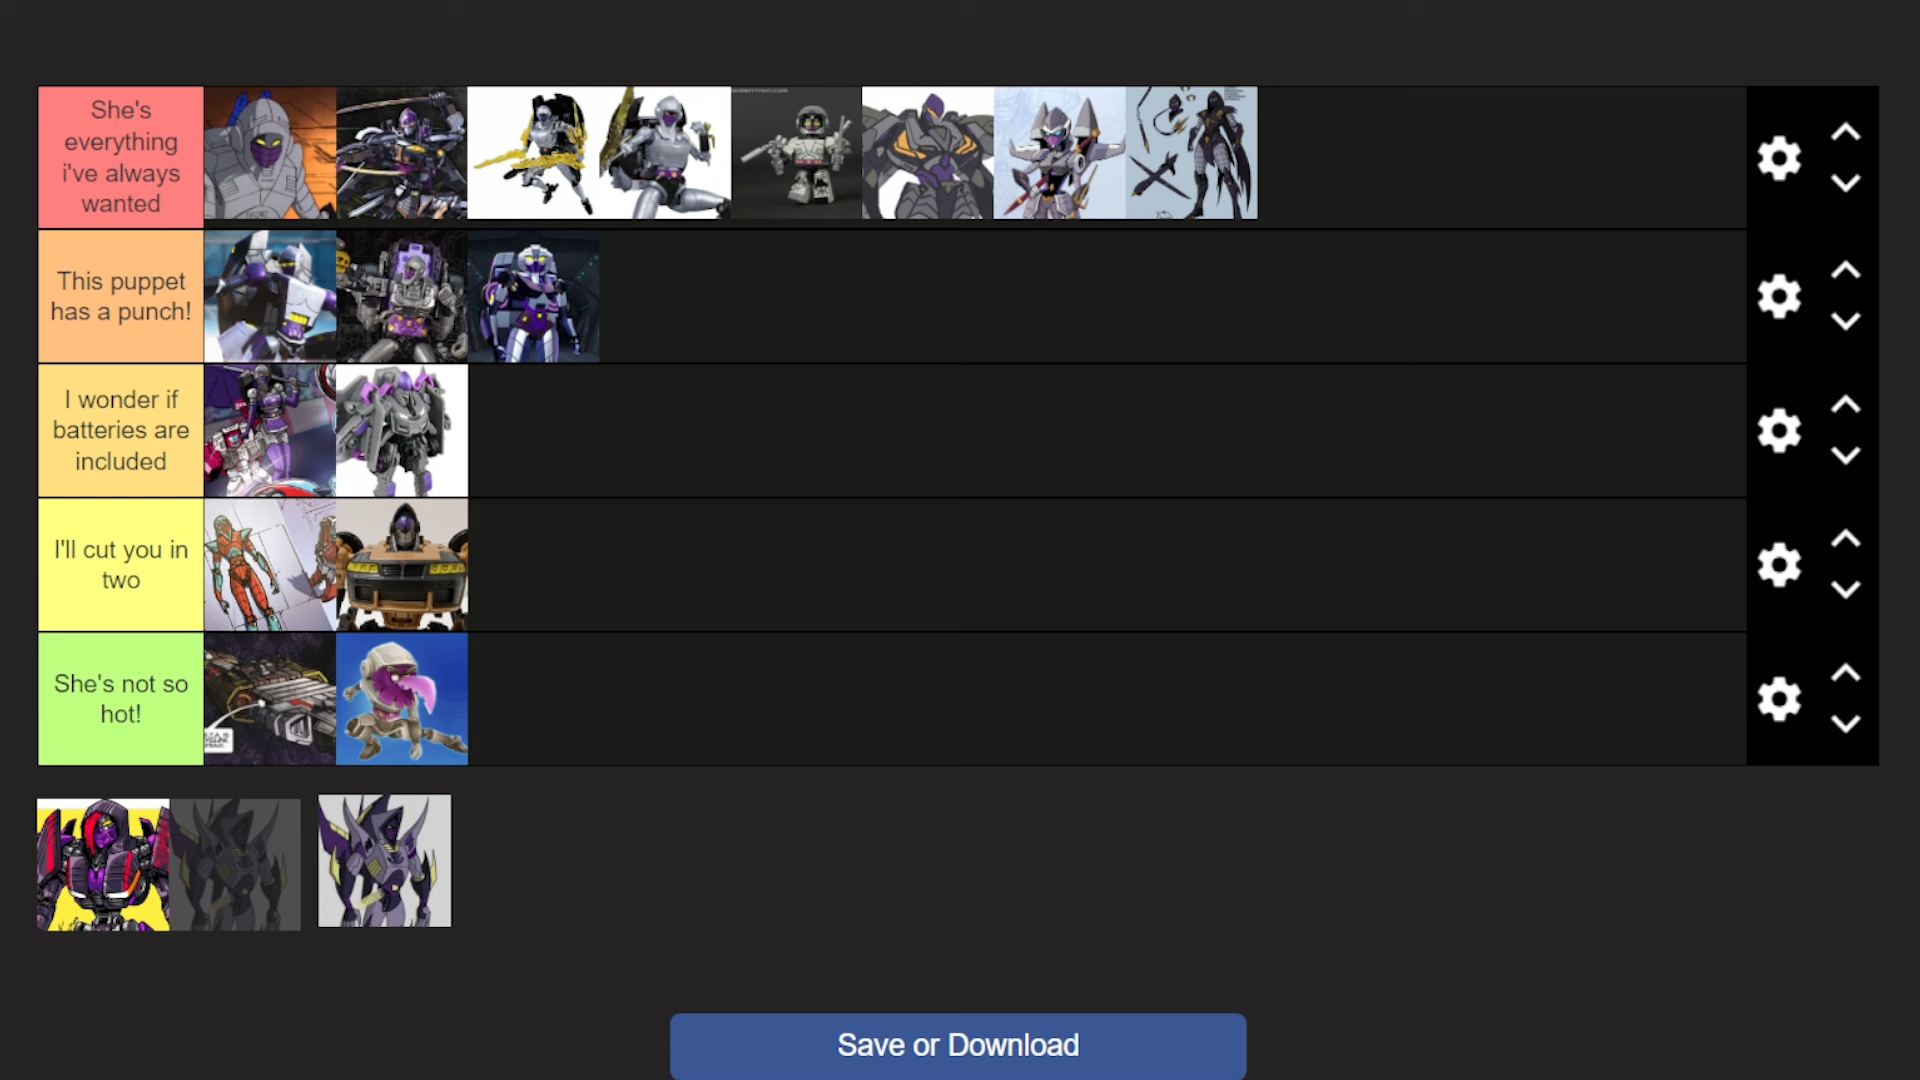 She's
everything
i've always
wanted
This puppet
has a punch!
I wonder if
batteries are
included
I'll cut you in
two
She's not so
hot!
Save or Download